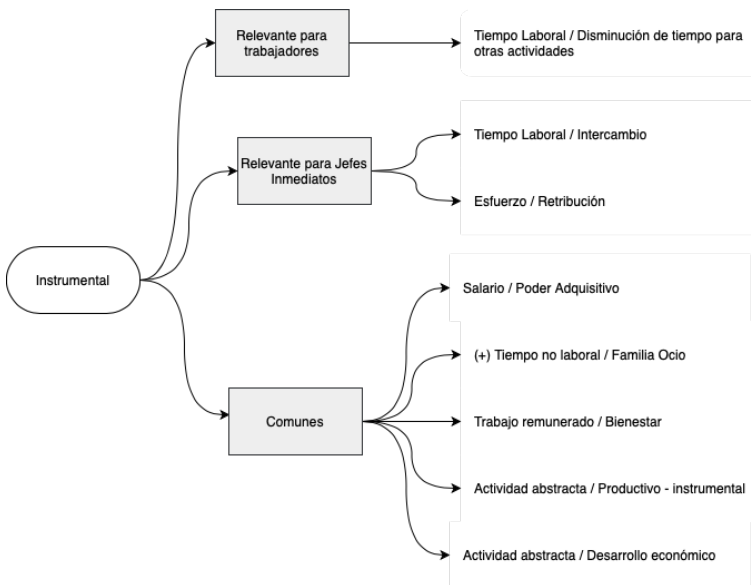 Relevante para
trabajadores
Tiempo Laboral / Disminución de tiempo para
otras actividades
Relevante para Jefes
Inmediatos
Tiempo Laboral / Intercambio
Esfuerzo / Retribución
Instrumental
Comunes
Salario / Poder Adquisitivo
(+) Tiempo no laboral / Familia Ocio
Trabajo remunerado / Bienestar
Actividad abstracta / Productivo - instrumental
Actividad abstracta / Desarrollo económico